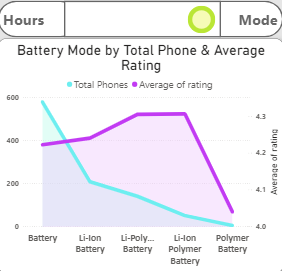 Hours
Mode
Battery Mode by Total Phone & Average
Rating
Total Phones Average of rating
600
400
200
0
4.3
4.2
4.1
4.0
Average of rating
Battery Li-Ion Li-Poly... Li-Ion Polymer
Battery Battery Polymer Battery
Battery